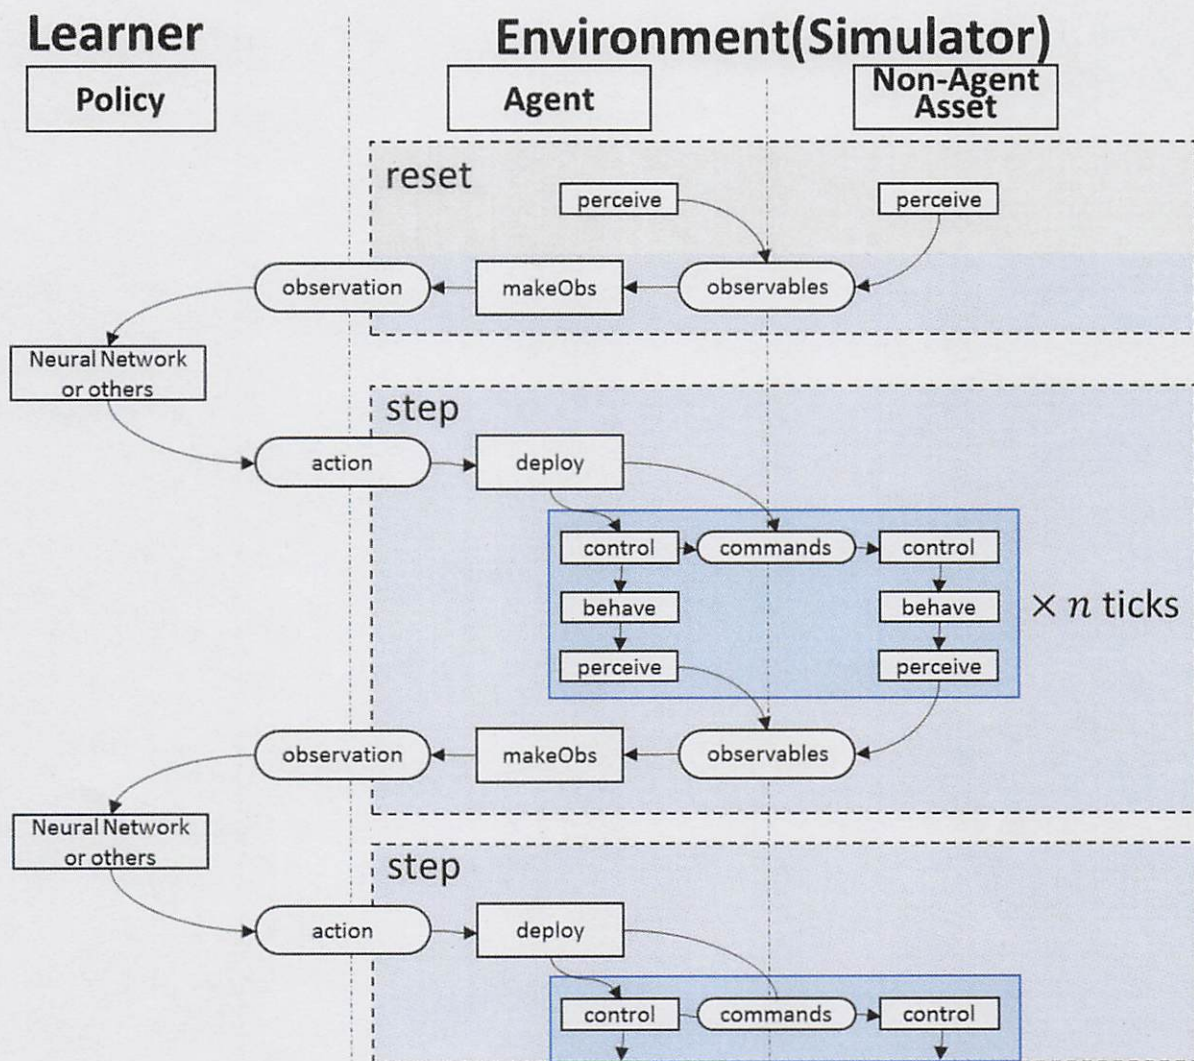 Learner
Environment(Simulator)
Policy
Agent
Non-Agent
Asset
reset
perceive
perceive
observation
makeObs
observables
Neural Network
or others
step
action
deploy
control
commands
control
behave
behave
× n ticks
perceive
perceive
observation
makeObs
observables
Neural Network
or others
step
action
deploy
control
commands
control